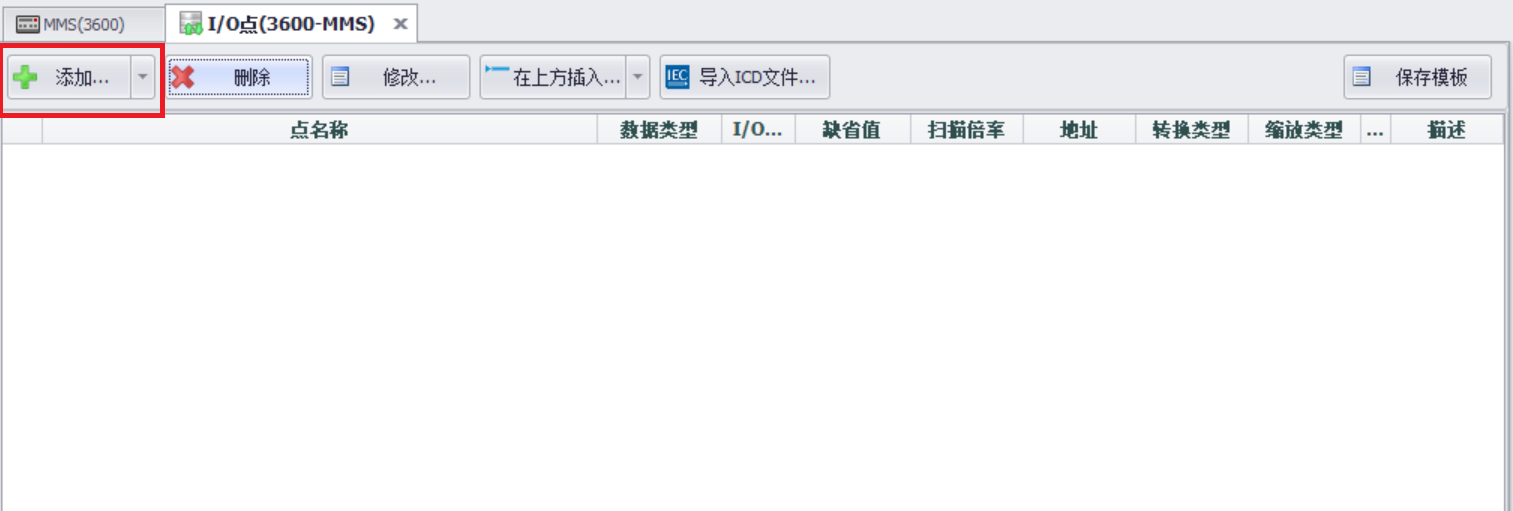 MMS(3600) I/O点(3600-MMS)
添加... 删除 修改... 在上方插入... IEC 导入ICD文件... 保存模板
点名称 数据类型 I/O... 缺省值 扫描倍率 地址 转换类型 缩放类型 ... 描述